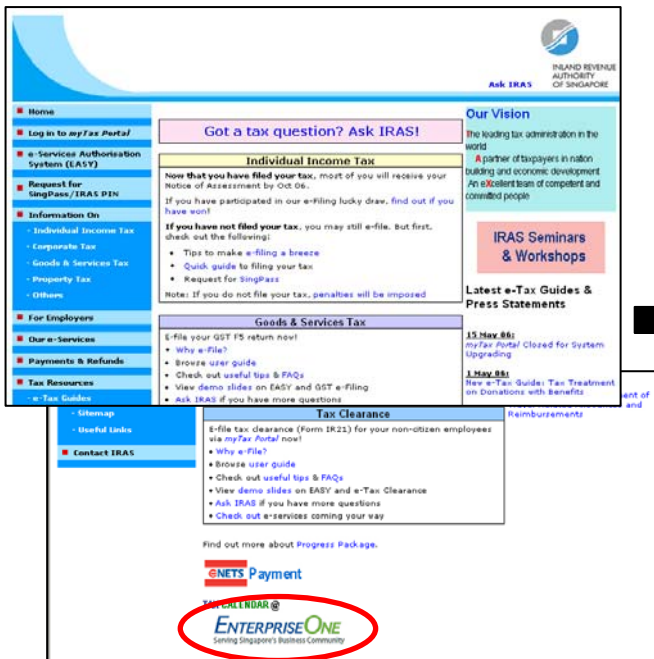 INLAND REVENUE
AUTHORITY
OF SINGAPORE
Ask IRAS
Home
Log in to myTax Portal
e-Services Authorisation
System (EASY)
Request for
SingPass/IRAS PIN
Information On
- Individual Income Tax
- Corporate Tax
- Goods & Services Tax
- Property Tax
- Others
For Employers
Our e-Services
Payments & Refunds
Tax Resources
- e-Tax Guides
Got a tax question? Ask IRAS!
Individual Income Tax
Now that you have filed your tax, most of you will receive your
Notice of Assessment by Oct 06.
If you have participated in our e-Filing lucky draw, find out if you
have won!
If you have not filed your tax, you may still e-file. But first,
check out the following:
• Tips to make e-filing a breeze
• Quick guide to filing your tax
• Request for SingPass
Note: If you do not file your tax, penalties will be imposed
Goods & Services Tax
E-file your GST F5 return now!
• Why e-File?
• Browse user guide
• Check out useful tips & FAQs
• View demo slides on EASY and GST e-Filing
• Ask IRAS if you have more questions
Our Vision
The leading tax administration in the
world
A partner of taxpayers in nation
building and economic development
An eXcellent team of competent and
committed people
IRAS Seminars
& Workshops
Latest e-Tax Guides &
Press Statements
15 May 06:
myTax Portal Closed for System
Upgrading
1 May 06:
New e-Tax Guide: Tax Treatment
on Donations with Benefits
- Sitemap
- Useful Links
Contact IRAS
Tax Clearance
E-file tax clearance (Form IR21) for your non-citizen employees
via myTax Portal now!
• Why e-File?
• Browse user guide
• Check out useful tips & FAQs
• View demo slides on EASY and e-Tax Clearance
• Ask IRAS if you have more questions
• Check out e-services coming your way
of
and
Reimbursements
Find out more about Progress Package.
eNETS Payment
TAX CALENDAR @
ENTERPRISEONE
Serving Singapore's Business Community